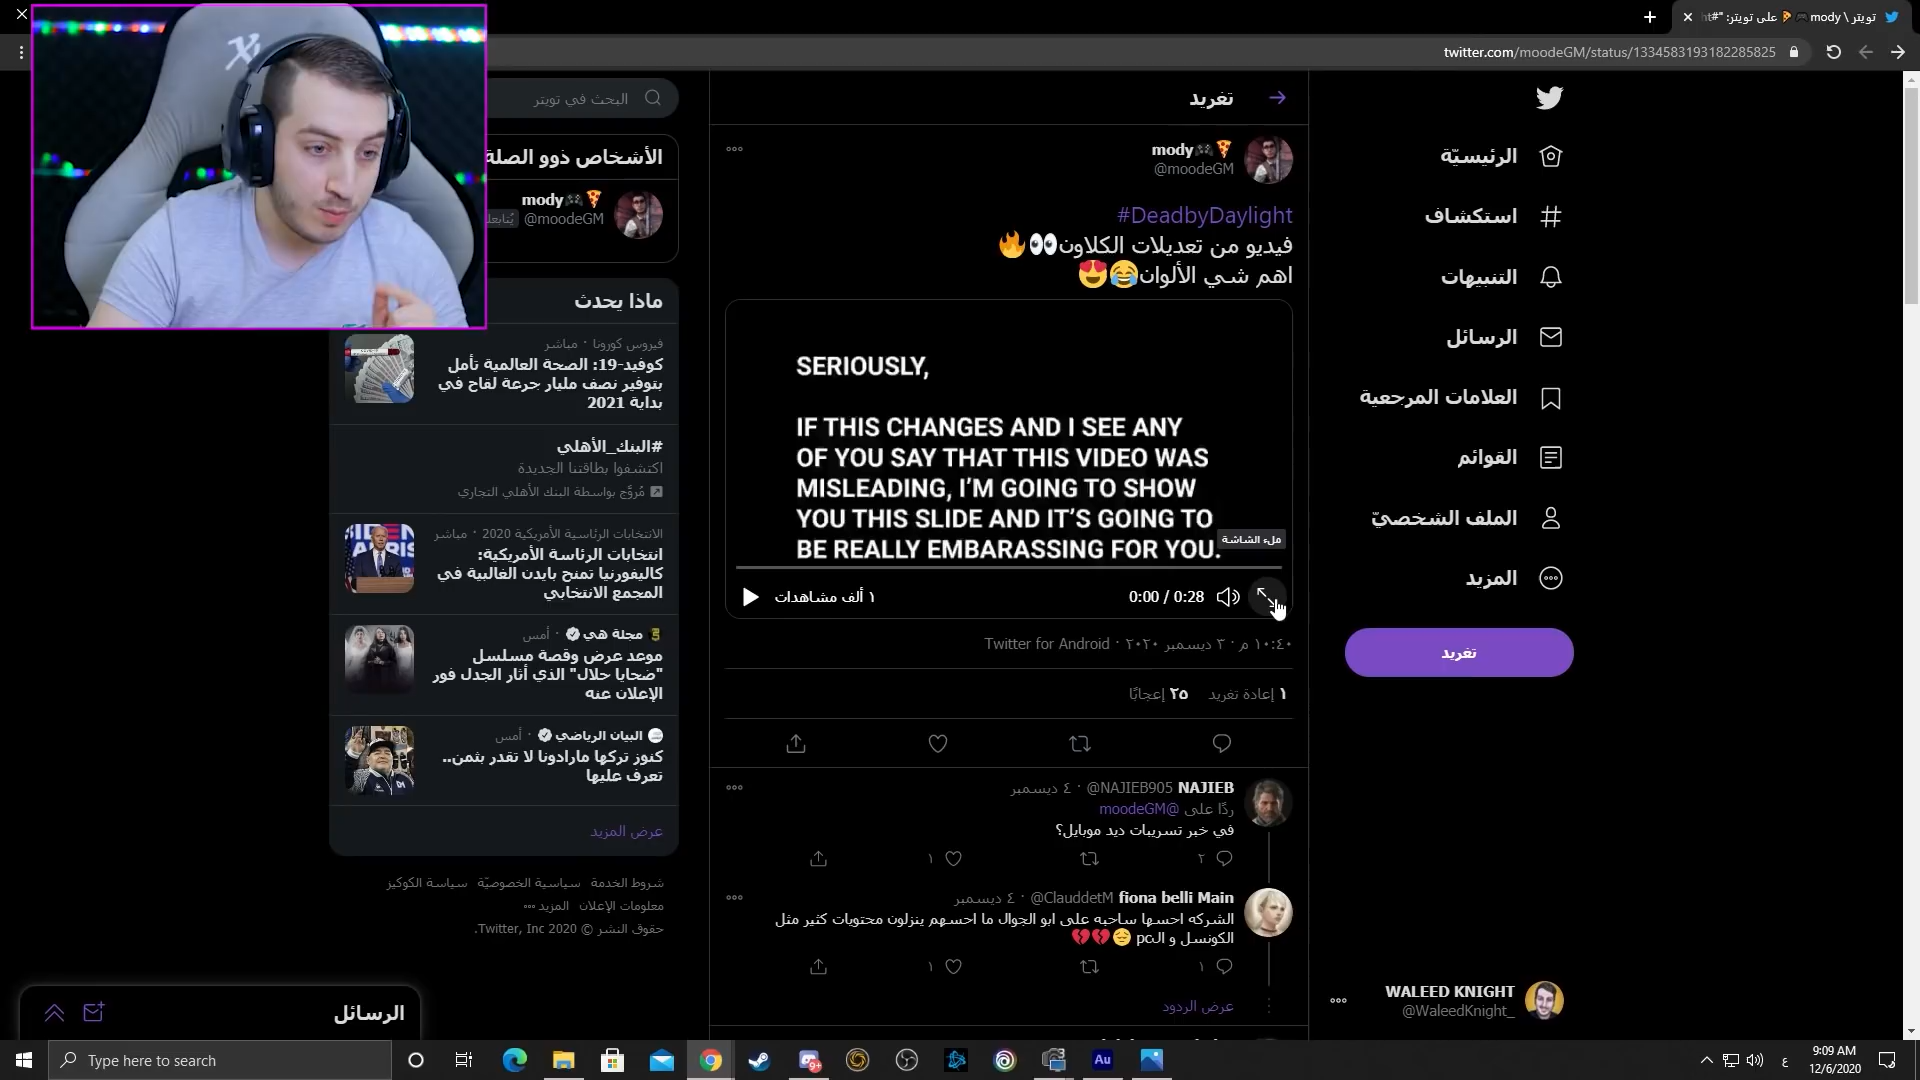 تويتر \ mody على تويتر: "#
twitter.com/moodeGM/status/1334583193182285825
البحث في تويتر
الأشخاص ذوو الصلة
mody🎮🍕
@moodeGM
ماذا يحدث
فيروس كورونا · مباشر
كوفيد-19: الصحة العالمية تأمل
بتوفير نصف مليار جرعة لقاح في
بداية 2021
#البنك_الأهلي
اكتشفوا بطاقتنا الجديدة
مُروَّج بواسطة البنك الأهلي التجاري
الانتخابات الرئاسية الأمريكية 2020 · مباشر
انتخابات الرئاسة الأمريكية:
كاليفورنيا تمنح بايدن الغالبية في
المجمع الانتخابي
مجلة هي · أمس
موعد عرض وقصة مسلسل
"ضحايا حلال" الذي أثار الجدل فور
الإعلان عنه
البيان الرياضي · أمس
كنوز تركها مارادونا لا تقدر بثمن..
تعرف عليها
عرض المزيد
شروط الخدمة سياسية الخصوصيّة سياسة الكوكيز
معلومات الإعلان المزيد
حقوق النشر © 2020 Twitter, Inc.
الرسائل
تغريد
mody🎮🍕
@moodeGM
#DeadbyDaylight
فيديو من تعديلات الكلاون👀🔥
اهم شي الألوان😂😍
SERIOUSLY,
IF THIS CHANGES AND I SEE ANY
OF YOU SAY THAT THIS VIDEO WAS
MISLEADING, I'M GOING TO SHOW
YOU THIS SLIDE AND IT'S GOING TO
BE REALLY EMBARASSING FOR YOU.
ملء الشاشة
١ ألف مشاهدات
0:00 / 0:28
١٠:٤٠ م · ٣ ديسمبر ٢٠٢٠ · Twitter for Android
١ إعادة تغريد ٢٥ إعجابًا
NAJIEB @NAJIEB905 · ٤ ديسمبر
ردًا على @moodeGM
في خبر تسريبات ديد موبايل؟
٢
١
fiona belli Main @ClauddetM · ٤ ديسمبر
الشركه احسها ساحبه على ابو الجوال ما احسهم ينزلون محتويات كثير مثل
الكونسل و الpc 😔💔💔
١
١
عرض الردود
الرئيسيّة
استكشاف
التنبيهات
الرسائل
العلامات المرجعية
القوائم
الملف الشخصيّ
المزيد
تغريد
WALEED KNIGHT
@WaleedKnight_
Type here to search
9+
Au
ع
9:09 AM
12/6/2020